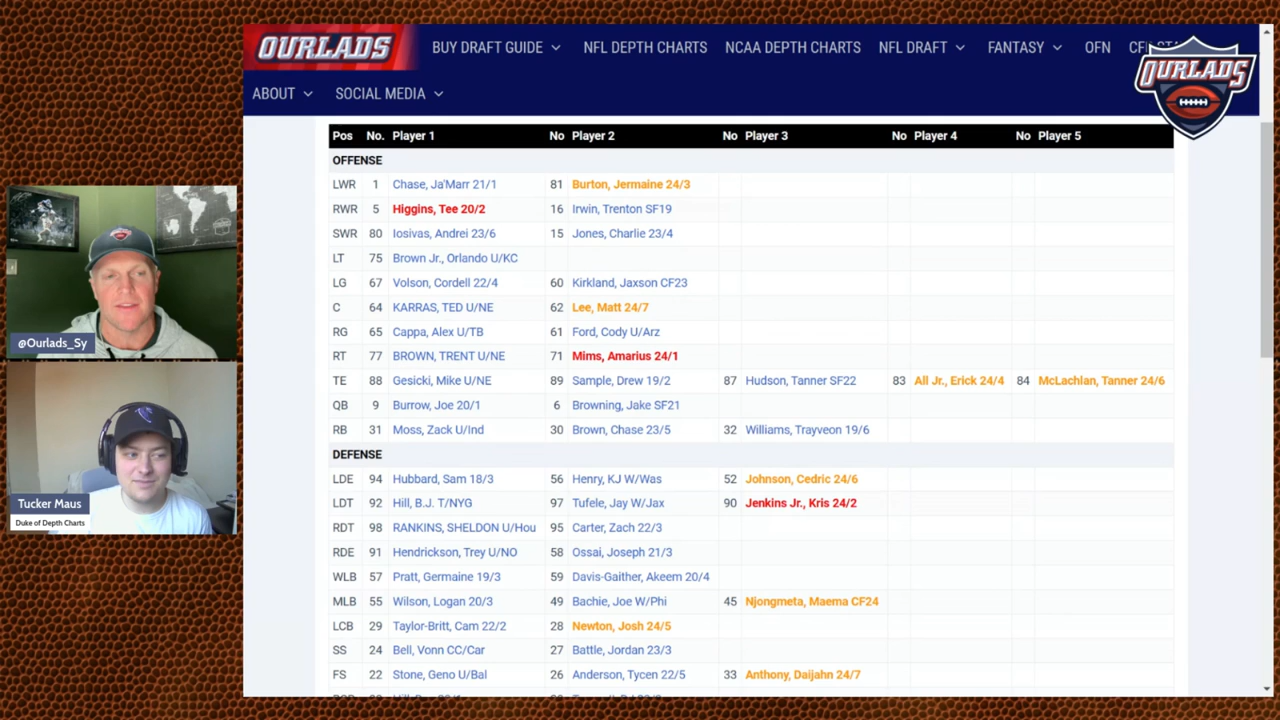 OURLADS BUY DRAFT GUIDE NFL DEPTH CHARTS NCAA DEPTH CHARTS NFL DRAFT FANTASY OFN
OURLADS
ABOUT SOCIAL MEDIA
Pos No. Player 1 No Player 2 No Player 3 No Player 4 No Player 5
OFFENSE
LWR 1 Chase, Ja'Marr 21/1 81 Burton, Jermaine 24/3
RWR 5 Higgins, Tee 20/2 16 Irwin, Trenton SF19
SWR 80 Iosivas, Andrei 23/6 15 Jones, Charlie 23/4
LT 75 Brown Jr., Orlando U/KC
LG 67 Volson, Cordell 22/4 60 Kirkland, Jaxson CF23
C 64 KARRAS, TED U/NE 62 Lee, Matt 24/7
RG 65 Cappa, Alex U/TB 61 Ford, Cody U/Arz
RT 77 BROWN, TRENT U/NE 71 Mims, Amarius 24/1
TE 88 Gesicki, Mike U/NE 89 Sample, Drew 19/2 87 Hudson, Tanner SF22 83 All Jr., Erick 24/4 84 McLachlan, Tanner 24/6
QB 9 Burrow, Joe 20/1 6 Browning, Jake SF21
RB 31 Moss, Zack U/Ind 30 Brown, Chase 23/5 32 Williams, Trayveon 19/6
DEFENSE
LDE 94 Hubbard, Sam 18/3 56 Henry, KJ W/Was 52 Johnson, Cedric 24/6
LDT 92 Hill, B.J. T/NYG 97 Tufele, Jay W/Jax 90 Jenkins Jr., Kris 24/2
RDT 98 RANKINS, SHELDON U/Hou 95 Carter, Zach 22/3
RDE 91 Hendrickson, Trey U/NO 58 Ossai, Joseph 21/3
WLB 57 Pratt, Germaine 19/3 59 Davis-Gaither, Akeem 20/4
MLB 55 Wilson, Logan 20/3 49 Bachie, Joe W/Phi 45 Njongmeta, Maema CF24
LCB 29 Taylor-Britt, Cam 22/2 28 Newton, Josh 24/5
SS 24 Bell, Vonn CC/Car 27 Battle, Jordan 23/3
FS 22 Stone, Geno U/Bal 26 Anderson, Tycen 22/5 33 Anthony, Daijahn 24/7
@Ourlads_Sy
Tucker Maus
Duke of Depth Charts